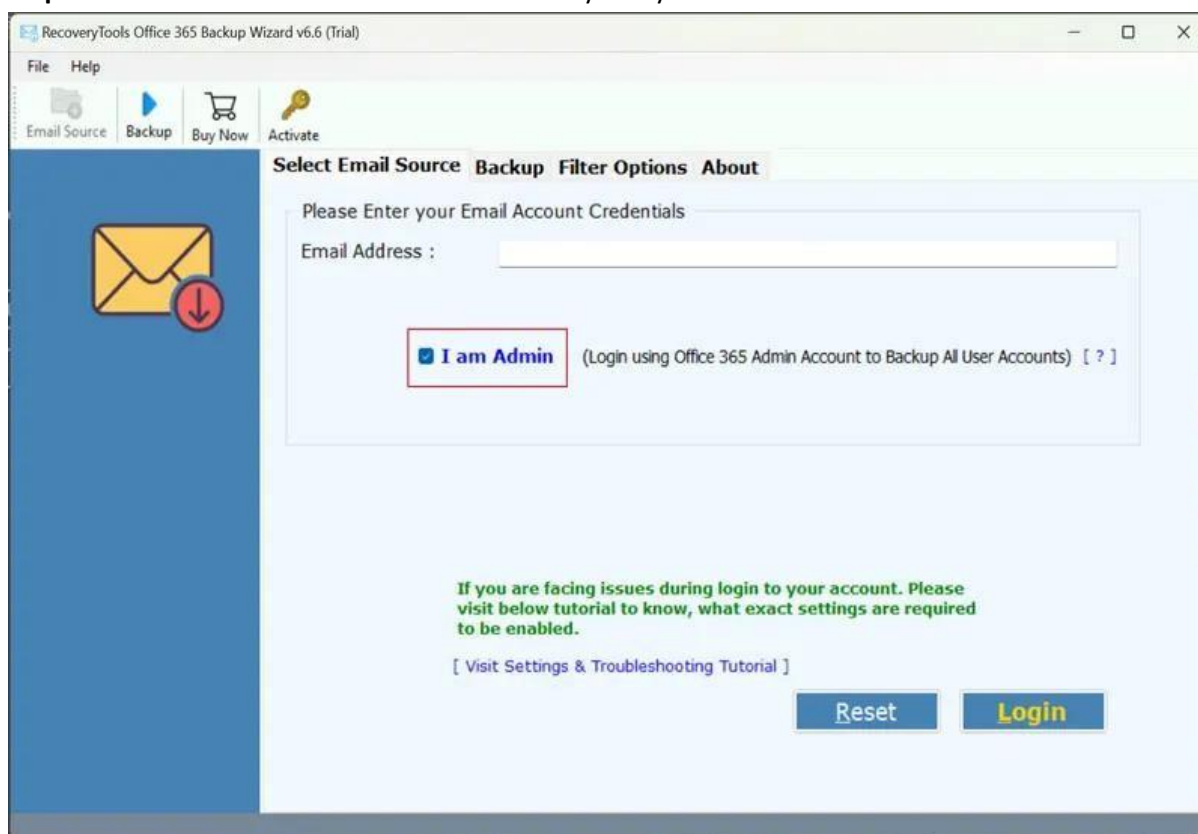 RecoveryTools Office 365 Backup Wizard v6.6 (Trial)
File Help
Email Source Backup Buy Now Activate
Select Email Source Backup Filter Options About
Please Enter your Email Account Credentials
Email Address :
I am Admin (Login using Office 365 Admin Account to Backup All User Accounts) [ ? ]
If you are facing issues during login to your account. Please
visit below tutorial to know, what exact settings are required
to be enabled.
[ Visit Settings & Troubleshooting Tutorial ]
Reset Login